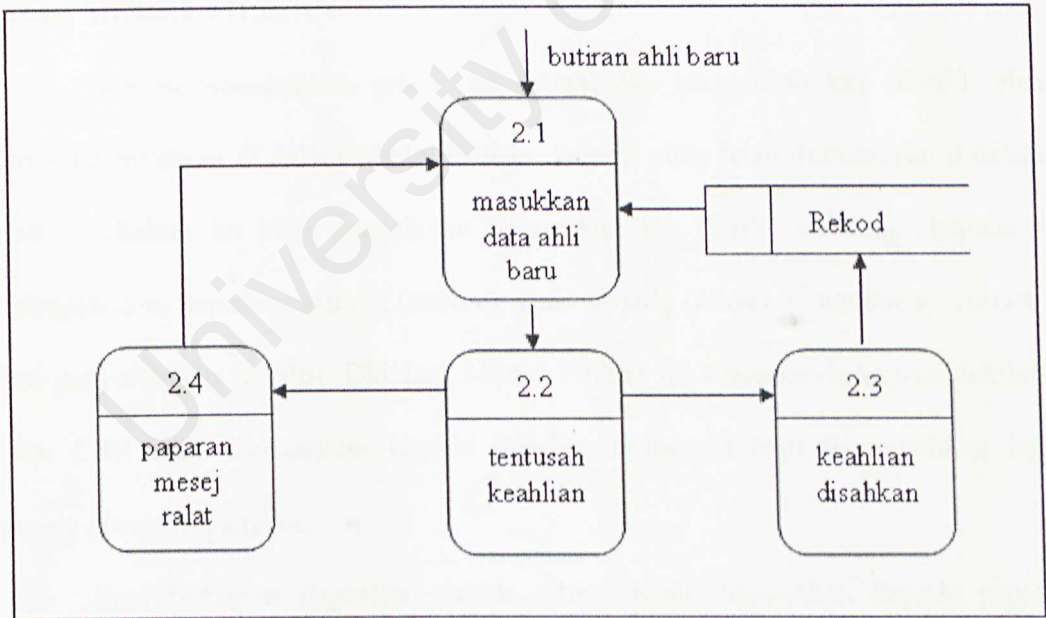 butiran ahli baru
2.1
masukkan
data ahli
baru
Rekod
2.4
paparan
mesej
ralat
2.2
tentusah
keahlian
2.3
keahlian
disahkan
University